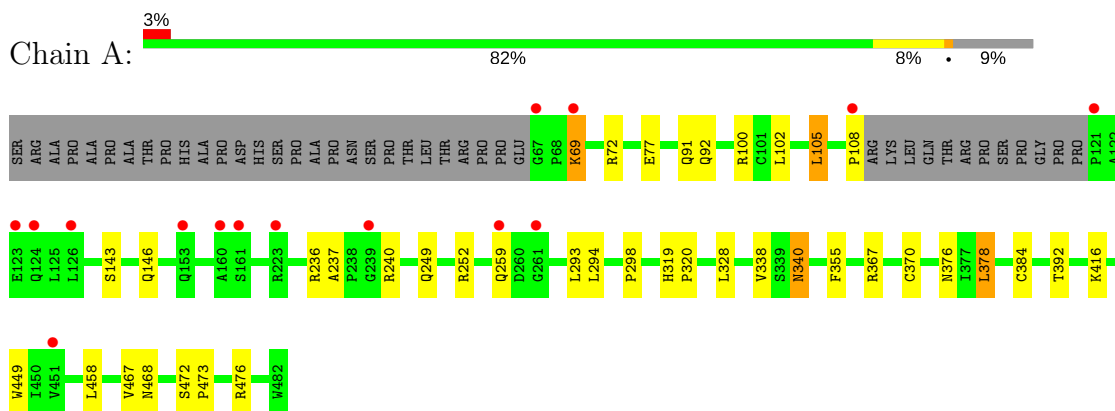 3%
Chain A:
82% 8% • 9%
SER ARG ALA PRO ALA ALA PRO ALA THR PRO HIS ALA PRO ASP HIS SER PRO ALA PRO ASN SER PRO THR LEU THR ARG PRO PRO GLU G67 P68 K69 R72 E77 Q91 Q92 R100 C101 L102 L105 P108 ARG LYS LEU GLN THR ARG PRO SER PRO GLY PRO PRO P121 A122
E123 Q124 L125 L126 S143 Q146 Q153 A160 S161 R223 R236 A237 P238 G239 R240 Q249 R252 Q259 D260 G261 L293 L294 P298 H319 P320 L328 V338 S339 N340 F355 R367 C370 N376 I377 L378 C384 T392 K416
W449 I450 V451 L458 V467 N468 S472 P473 R476 W482